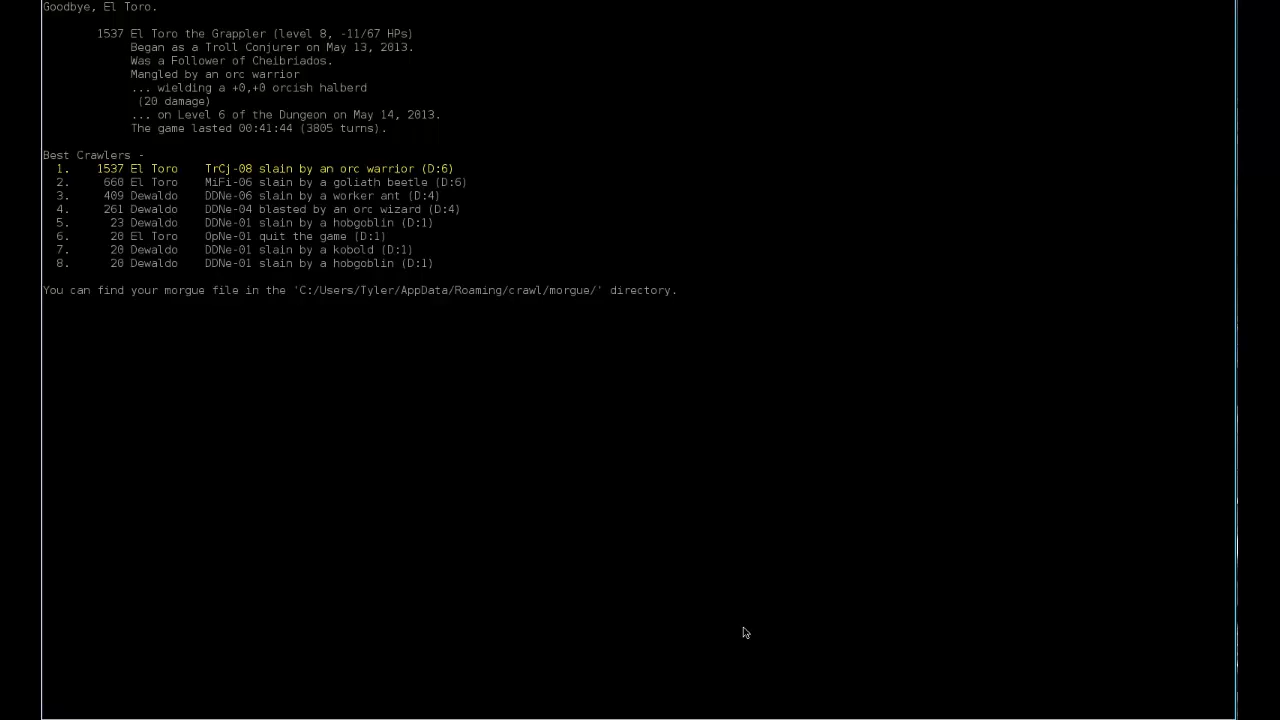 Goodbye, El Toro.
1537 El Toro the Grappler (level 8, -11/67 HPs)
Began as a Troll Conjurer on May 13, 2013.
Was a Follower of Cheibriados.
Mangled by an orc warrior
... wielding a +0,+0 orcish halberd
(20 damage)
... on Level 6 of the Dungeon on May 14, 2013.
The game lasted 00:41:44 (3805 turns).
Best Crawlers -
1. 1537 El Toro TrCj-08 slain by an orc warrior (D:6)
2. 660 El Toro MiFi-06 slain by a goliath beetle (D:6)
3. 409 Dewaldo DDNe-06 slain by a worker ant (D:4)
4. 261 Dewaldo DDNe-04 blasted by an orc wizard (D:4)
5. 23 Dewaldo DDNe-01 slain by a hobgoblin (D:1)
6. 20 El Toro OpNe-01 quit the game (D:1)
7. 20 Dewaldo DDNe-01 slain by a kobold (D:1)
8. 20 Dewaldo DDNe-01 slain by a hobgoblin (D:1)
You can find your morgue file in the 'C:/Users/Tyler/AppData/Roaming/crawl/morgue/' directory.